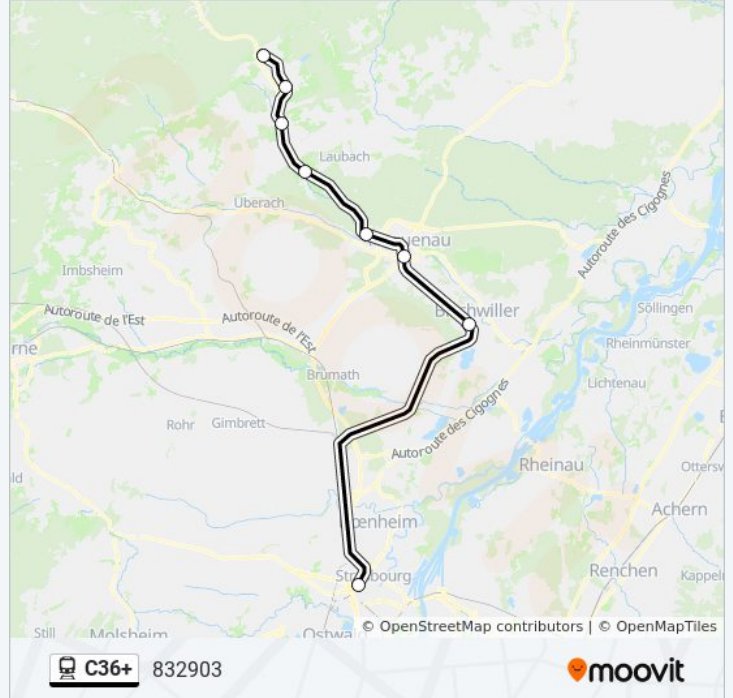 Laubach
Überach
Autoroute des Cigognes
Imbsheim
Autoroute de l'Est
Autoroute de l'Est
Söllingen
Rheinmünster
Brumath
Lichtenau
Rohr
Gimbrett
Autoroute des Cigognes
Rheinau
Achern
Renchen
Still
Molsheim
© OpenStreetMap contributors | © OpenMapTiles
C36+ 832903
moovit